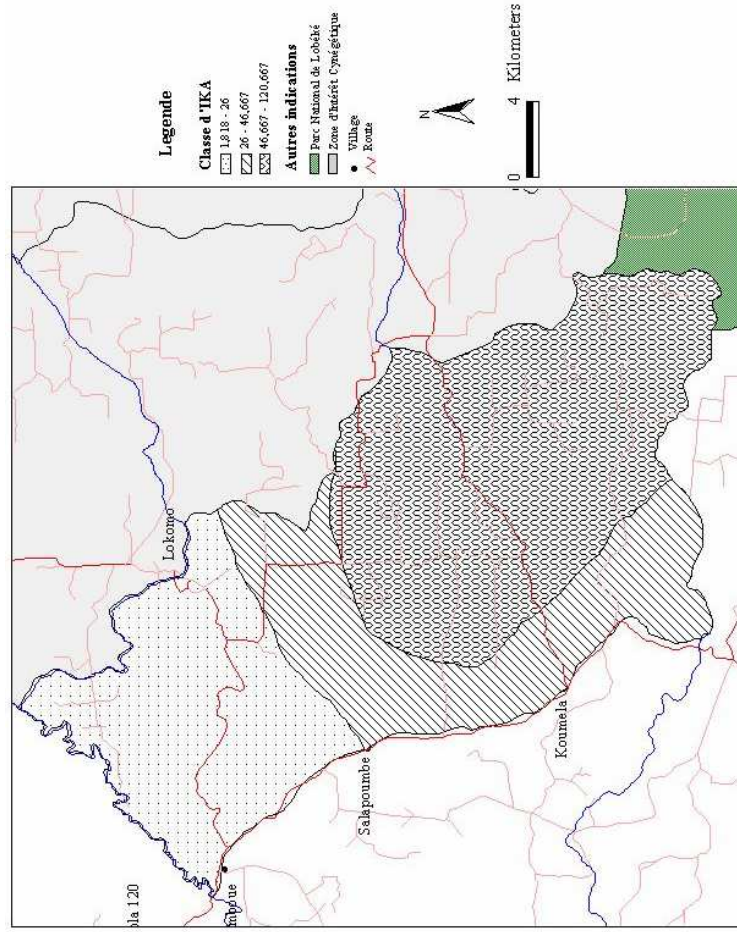 Legende
Classe d'IKA
1,818 - 26
26 - 46,667
46,667 - 120,667
Autres indications
Parc National de Lobéké
Zone d'Intérêt Cynégétique
Village
Route
N
0 4 Kilometers
Lokomo
Salapoumbe
Koumela
ola 120
mboue